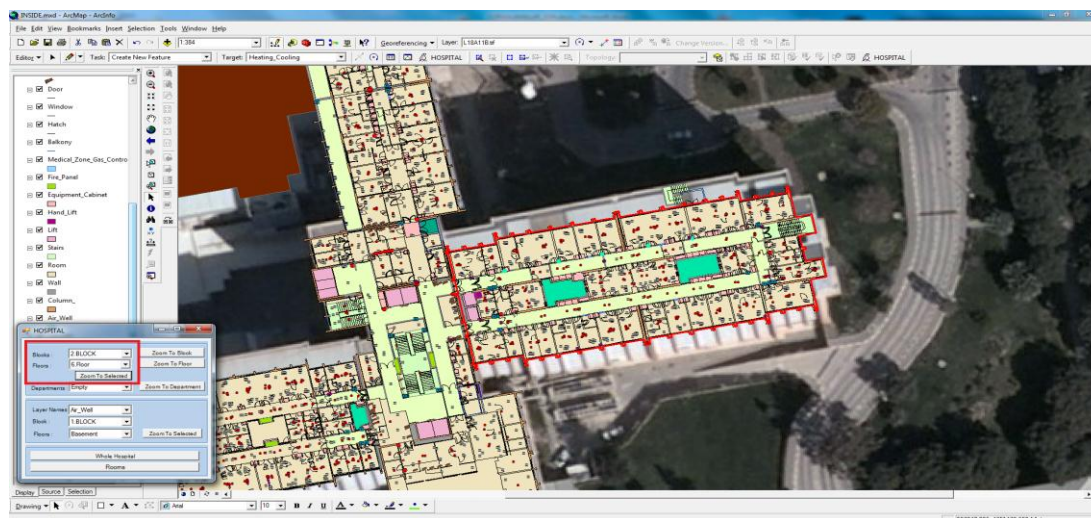 INSIDE.mxd - ArcMap - ArcInfo
File Edit View Bookmarks Insert Selection Tools Window Help
1:384 Georeferencing Layer: L18A11B.tif Change Version...
Editor Task: Create New Feature Target: Heating_Cooling HOSPITAL Topology: HOSPITAL
Door
Window
Hatch
Balkony
Medical_Zone_Gas_Contro
Fire_Panel
Equipment_Cabinet
Hand_Lift
Lift
Stairs
Room
Wall
Column_
Air_Well
HOSPITAL
Blocks : 2.BLOCK Zoom To Block
Floors : 6.Floor Zoom To Floor
Zoom To Selected
Departments : Empty Zoom To Department
Layer Names Air_Well
Block : 1.BLOCK
Floors : Basement Zoom To Selected
Whole Hospital
Rooms
Display Source Selection
Drawing A Arial 10 B I U A